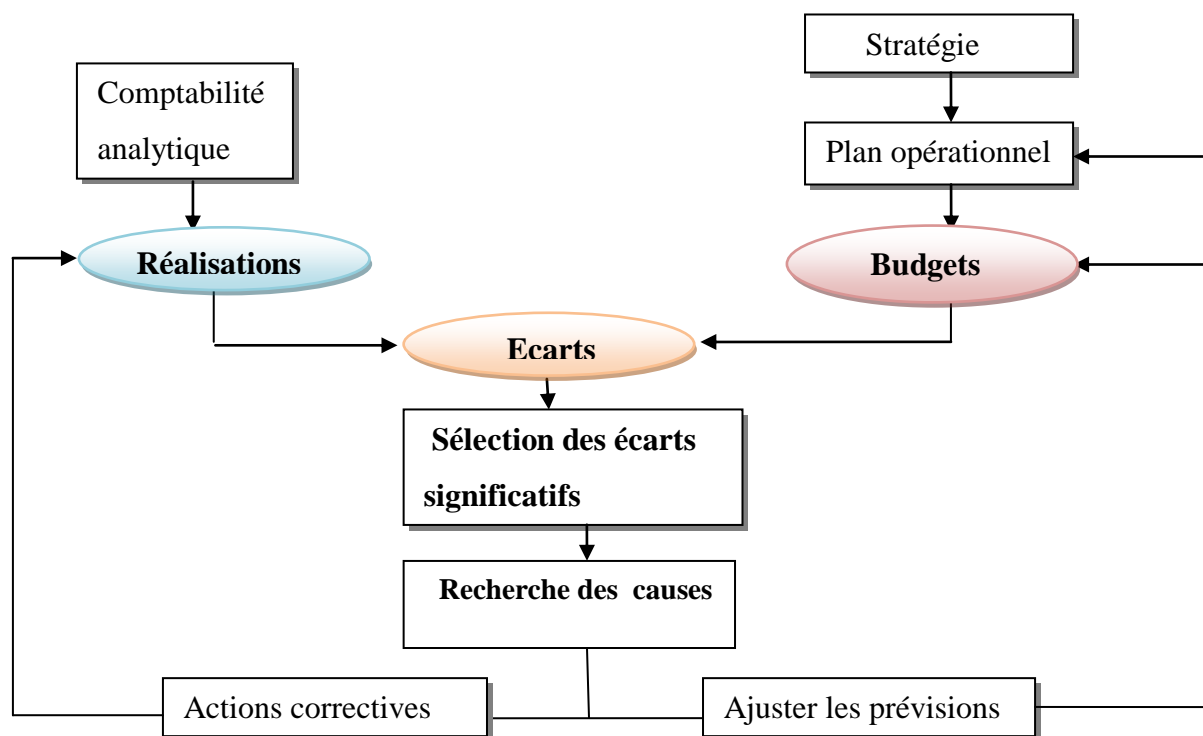 Stratégie
Comptabilité
analytique
Plan opérationnel
Réalisations
Budgets
Ecarts
Sélection des écarts
significatifs
Recherche des causes
Actions correctives
Ajuster les prévisions